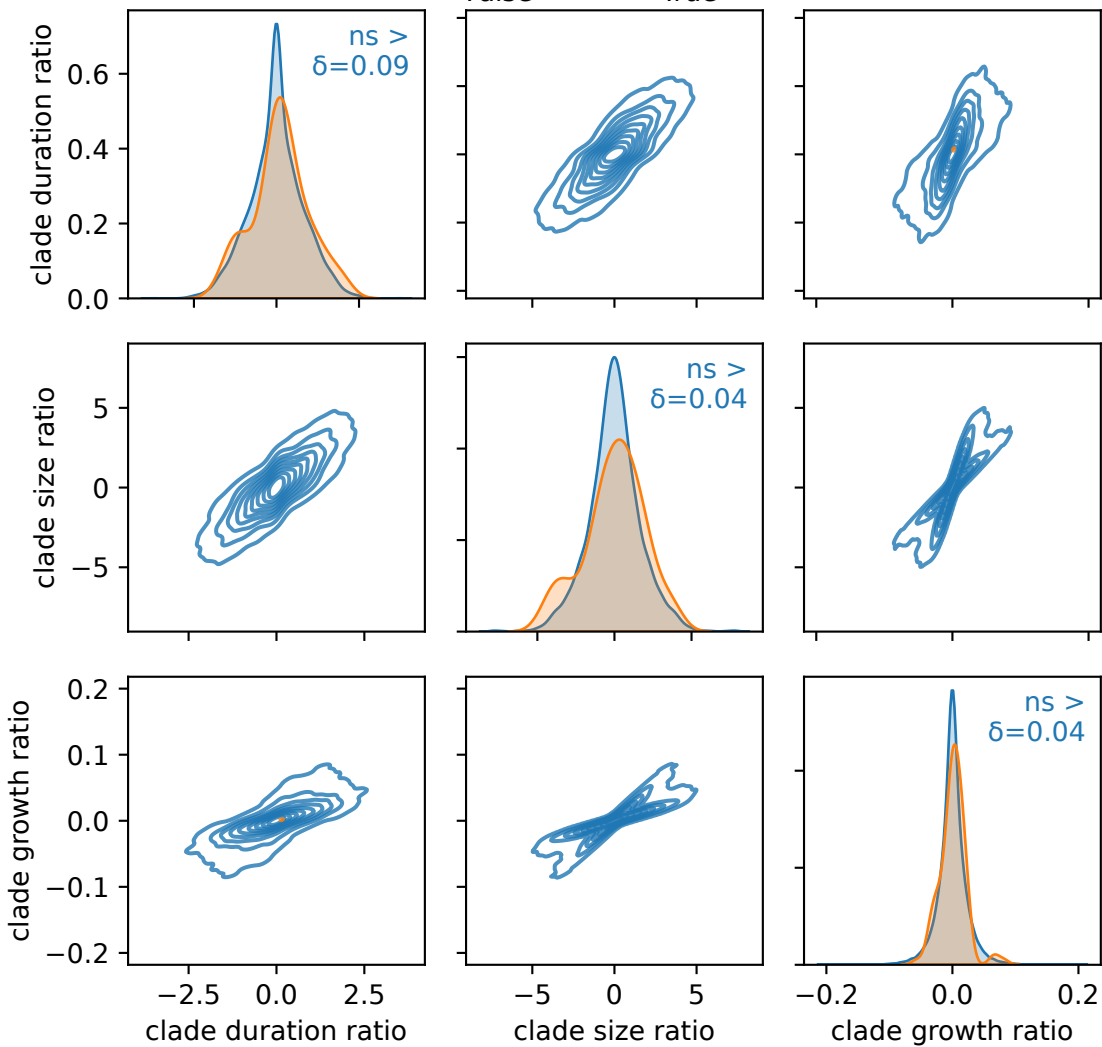 clade duration ratio
0.6
0.4
0.2
0.0
ns >
δ=0.09
clade size ratio
5
0
−5
ns >
δ=0.04
clade growth ratio
0.2
0.1
0.0
−0.1
−0.2
ns >
δ=0.04
−2.5 0.0 2.5
−5 0 5
−0.2 0.0 0.2
clade duration ratio
clade size ratio
clade growth ratio